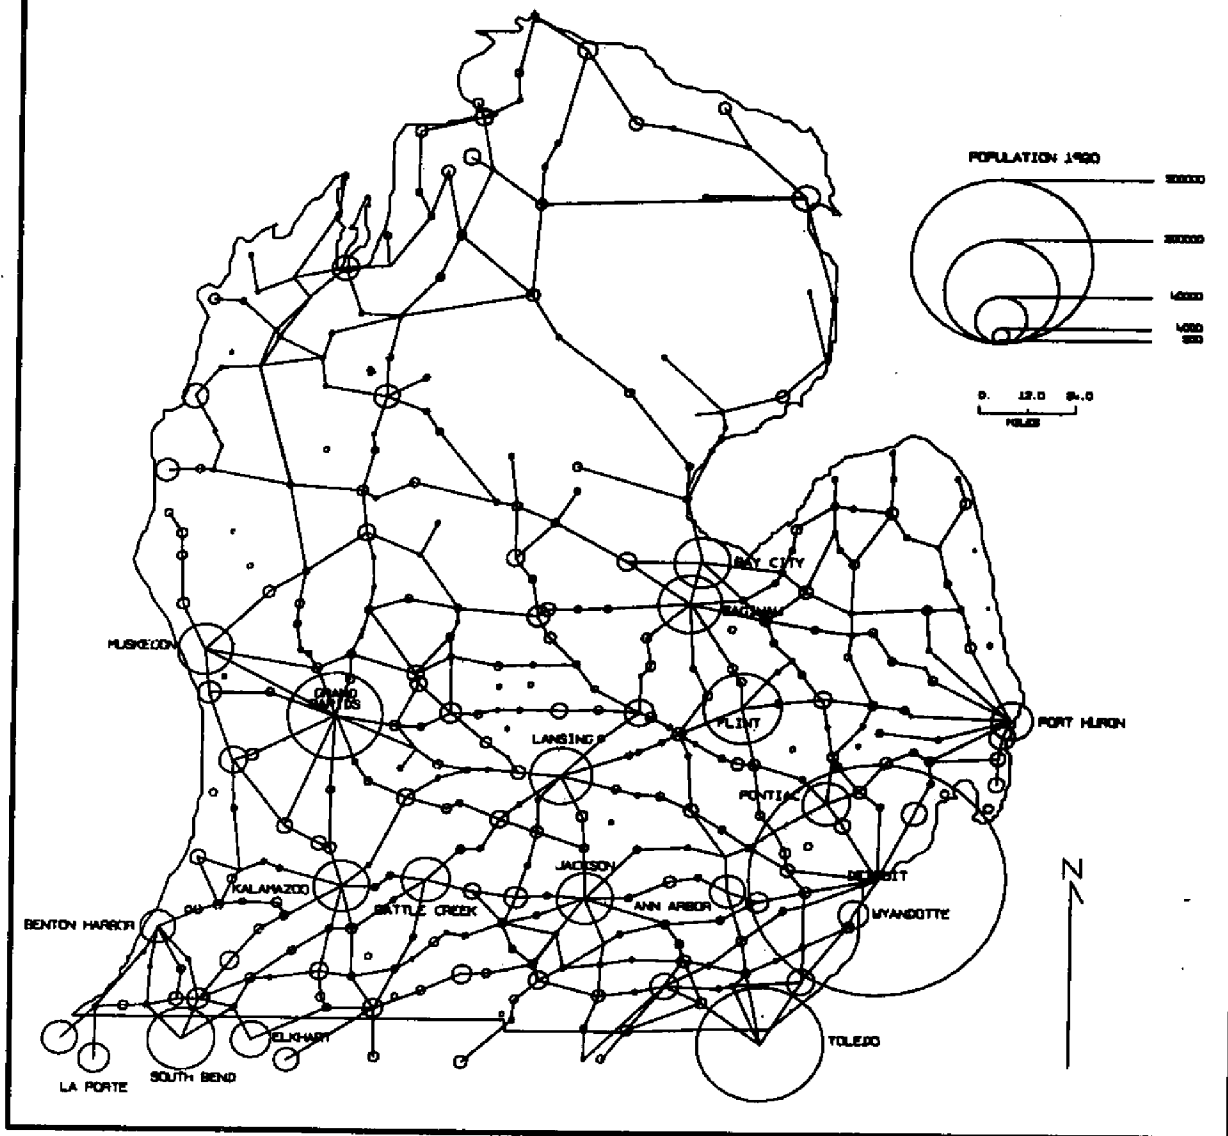 POPULATION 1920
0. 12.0 24.0
MILES
BAY CITY
SAGINAW
MUSKEGON
GRAND
RAPIDS
FLINT
PORT HURON
LANSING
PONTIAC
JACKSON
DETROIT
KALAMAZOO
BATTLE CREEK
ANN ARBOR
WYANDOTTE
BENTON HARBOR
ELKHART
TOLEDO
SOUTH BEND
LA PORTE
N